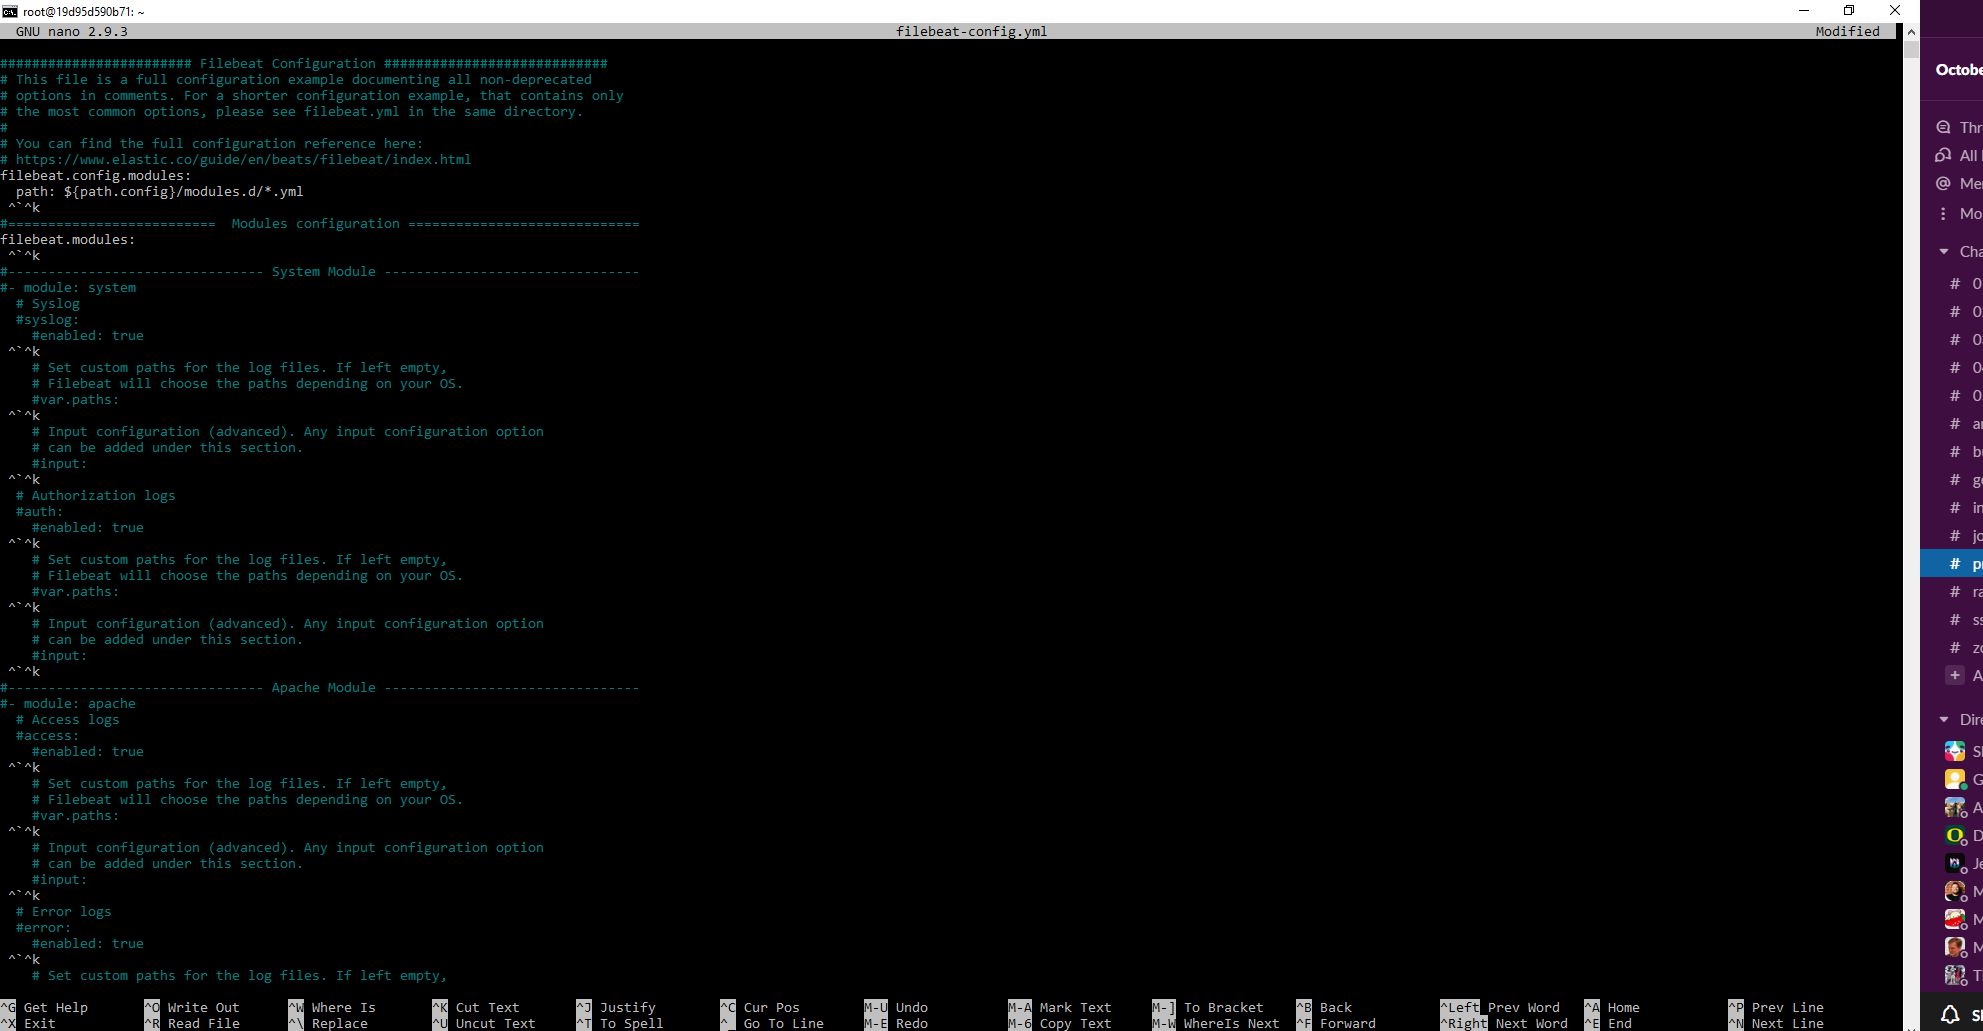 root@19d95d590b71: ~
GNU nano 2.9.3 filebeat-config.yml Modified
######################## Filebeat Configuration ############################
# This file is a full configuration example documenting all non-deprecated
# options in comments. For a shorter configuration example, that contains only
# the most common options, please see filebeat.yml in the same directory.
#
# You can find the full configuration reference here:
# https://www.elastic.co/guide/en/beats/filebeat/index.html
filebeat.config.modules:
  path: ${path.config}/modules.d/*.yml
 ^`^k
#==========================  Modules configuration =============================
filebeat.modules:
 ^`^k
#-------------------------------- System Module --------------------------------
#- module: system
  # Syslog
  #syslog:
    #enabled: true
 ^`^k
    # Set custom paths for the log files. If left empty,
    # Filebeat will choose the paths depending on your OS.
    #var.paths:
 ^`^k
    # Input configuration (advanced). Any input configuration option
    # can be added under this section.
    #input:
 ^`^k
  # Authorization logs
  #auth:
    #enabled: true
 ^`^k
    # Set custom paths for the log files. If left empty,
    # Filebeat will choose the paths depending on your OS.
    #var.paths:
 ^`^k
    # Input configuration (advanced). Any input configuration option
    # can be added under this section.
    #input:
 ^`^k
#-------------------------------- Apache Module --------------------------------
#- module: apache
  # Access logs
  #access:
    #enabled: true
 ^`^k
    # Set custom paths for the log files. If left empty,
    # Filebeat will choose the paths depending on your OS.
    #var.paths:
 ^`^k
    # Input configuration (advanced). Any input configuration option
    # can be added under this section.
    #input:
 ^`^k
  # Error logs
  #error:
    #enabled: true
 ^`^k
    # Set custom paths for the log files. If left empty,
^G Get Help ^O Write Out ^W Where Is ^K Cut Text ^J Justify ^C Cur Pos M-U Undo M-A Mark Text M-] To Bracket ^B Back ^Left Prev Word ^A Home ^P Prev Line
^X Exit ^R Read File ^\ Replace ^U Uncut Text ^T To Spell ^_ Go To Line M-E Redo M-6 Copy Text M-W WhereIs Next ^F Forward ^Right Next Word ^E End ^N Next Line
Octobe
Thr
All
@ Me
Mo
Cha
# 0
# 0
# 0
# 0
# 0
# a
# b
# g
# in
# jo
# p
# ra
# s
# z
+ A
Dire
S
G
A
O D
Je
M
M
M
T
S